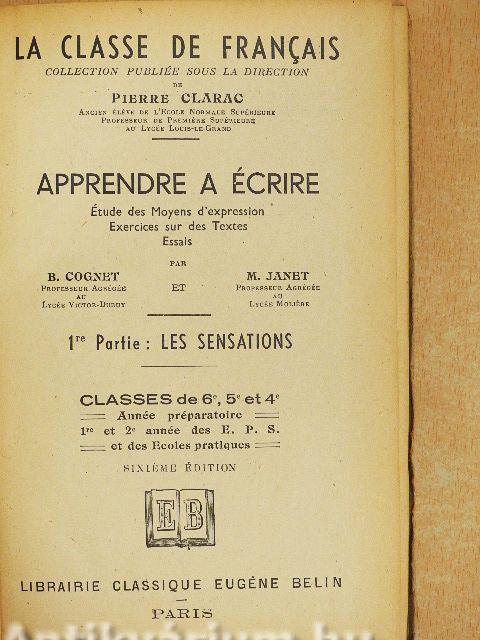 LA CLASSE DE FRANÇAIS
COLLECTION PUBLIÉE SOUS LA DIRECTION
DE
PIERRE CLARAC
ANCIEN ÉLÈVE DE L'ECOLE NORMALE SUPÉRIEURE
PROFESSEUR DE PREMIÈRE SUPÉRIEURE
AU LYCÉE LOUIS-LE-GRAND
APPRENDRE A ÉCRIRE
Étude des Moyens d'expression
Exercices sur des Textes
Essais
PAR
B. COGNET
PROFESSEUR AGRÉGÉE
AU
LYCÉE VICTOR-DURUY
ET
M. JANET
PROFESSEUR AGRÉGÉE
AU
LYCÉE MOLIÈRE
1re Partie : LES SENSATIONS
CLASSES de 6e, 5e et 4e
Année préparatoire
1re et 2e année des E. P. S.
et des Ecoles pratiques
SIXIÈME ÉDITION
EB
LIBRAIRIE CLASSIQUE EUGÈNE BELIN
PARIS
Antikvárium.hu